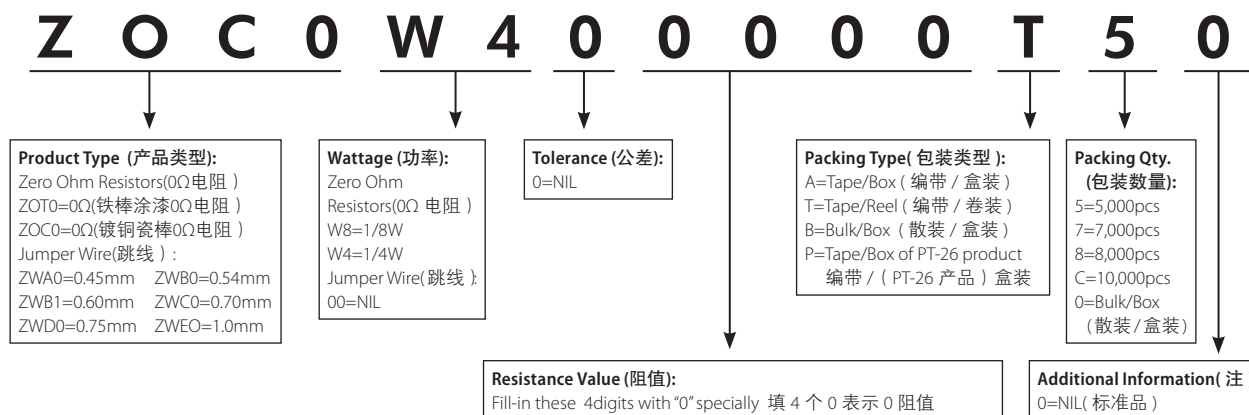 ZOC0W400000T50
Product Type (产品类型):
Zero Ohm Resistors(0Ω电阻)
ZOT0=0Ω(铁棒涂漆0Ω电阻)
ZOC0=0Ω(镀铜瓷棒0Ω电阻)
Jumper Wire(跳线):
ZWA0=0.45mm ZWB0=0.54mm
ZWB1=0.60mm ZWC0=0.70mm
ZWD0=0.75mm ZWEO=1.0mm
Wattage (功率):
Zero Ohm
Resistors(0Ω 电阻)
W8=1/8W
W4=1/4W
Jumper Wire(跳线):
00=NIL
Tolerance (公差):
0=NIL
Packing Type( 包装类型 ):
A=Tape/Box ( 编带 / 盒装 )
T=Tape/Reel ( 编带 / 卷装 )
B=Bulk/Box ( 散装 / 盒装 )
P=Tape/Box of PT-26 product
编带 / ( PT-26 产品 ) 盒装
Packing Qty.
(包装数量):
5=5,000pcs
7=7,000pcs
8=8,000pcs
C=10,000pcs
0=Bulk/Box
(散装/盒装)
Resistance Value (阻值):
Fill-in these 4digits with "0" specially 填 4 个 0 表示 0 阻值
Additional Information( 注
0=NIL( 标准品 )